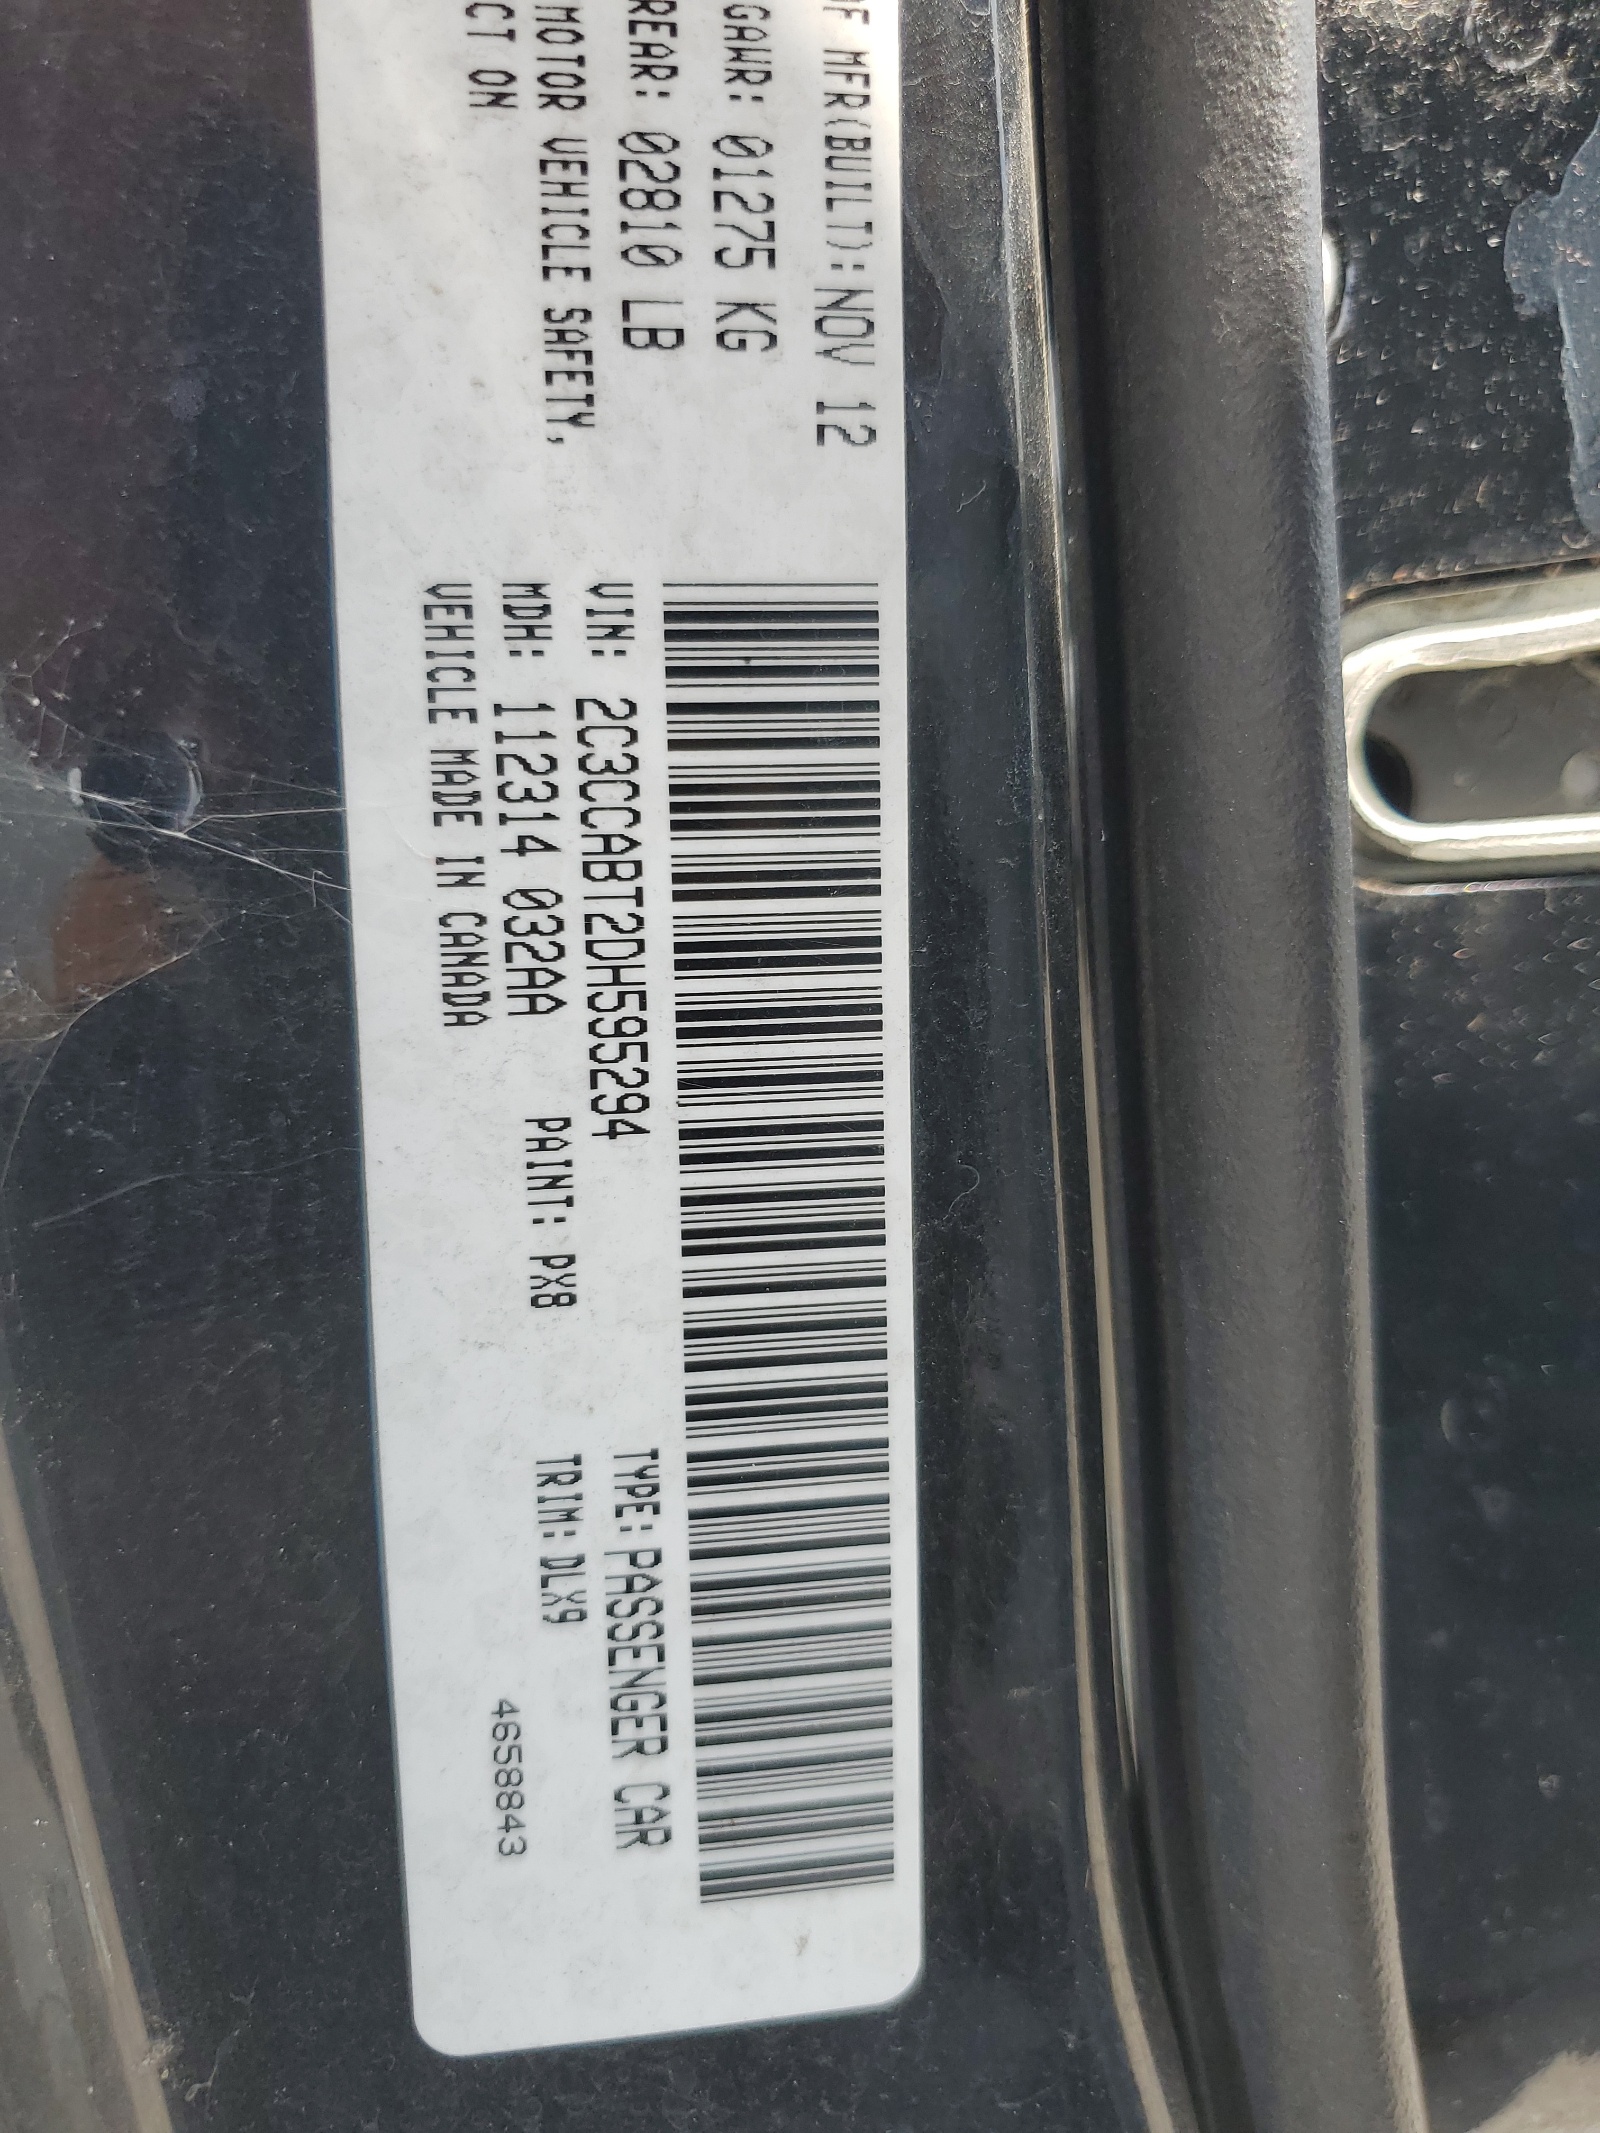 OF MFR(BUILT): NOV 12
GAWR: 01275 KG
REAR: 02810 LB
MOTOR VEHICLE SAFETY,
CT ON
VIN: 2C3CCABT2DH595294
TYPE: PASSENGER CAR
MDH: 112314 032AA
PAINT: PX8
TRIM: DLX9
VEHICLE MADE IN CANADA
4658843